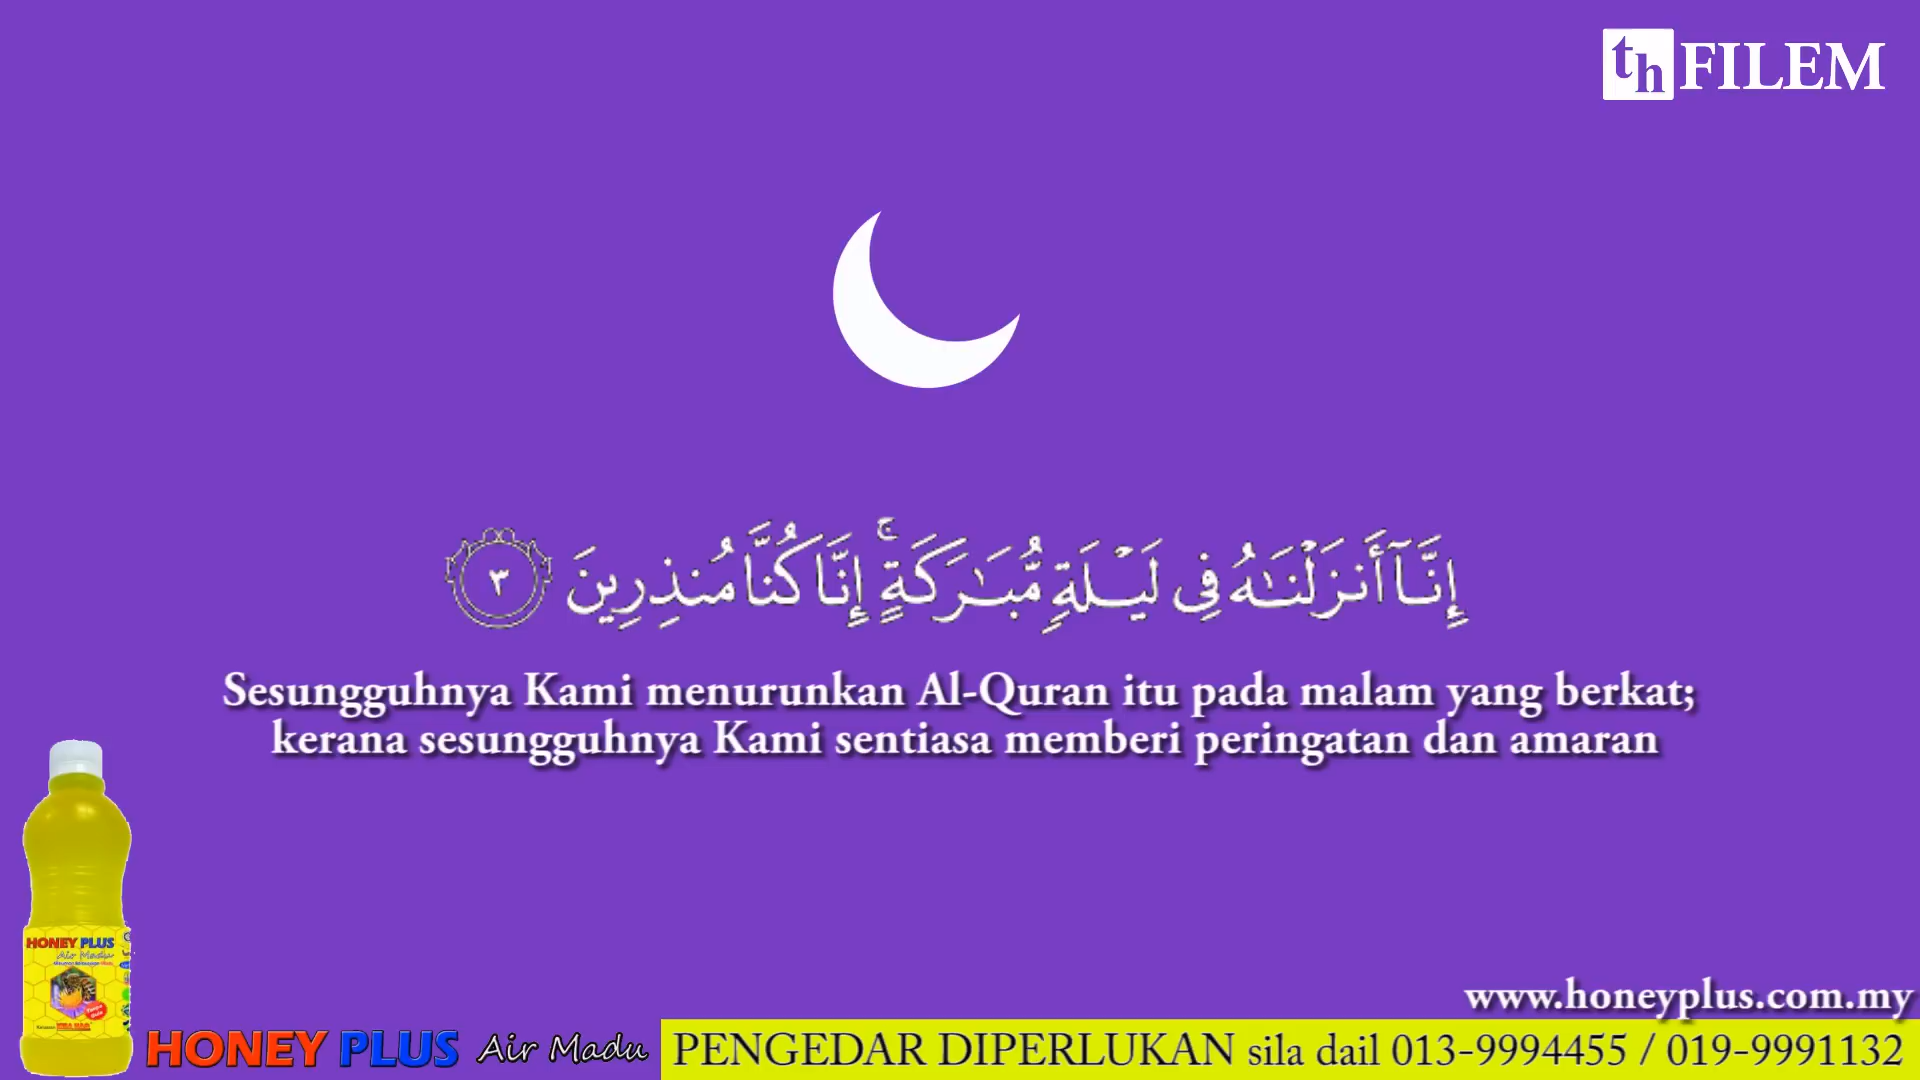 th FILEM
إِنَّآ أَنزَلْنَٰهُ فِى لَيْلَةٍ مُّبَٰرَكَةٍ ۚ إِنَّا كُنَّا مُنذِرِينَ ٣
Sesungguhnya Kami menurunkan Al-Quran itu pada malam yang berkat;
kerana sesungguhnya Kami sentiasa memberi peringatan dan amaran
HONEY PLUS
Air Madu
www.honeyplus.com.my
HONEY PLUS Air Madu PENGEDAR DIPERLUKAN sila dail 013-9994455 / 019-9991132